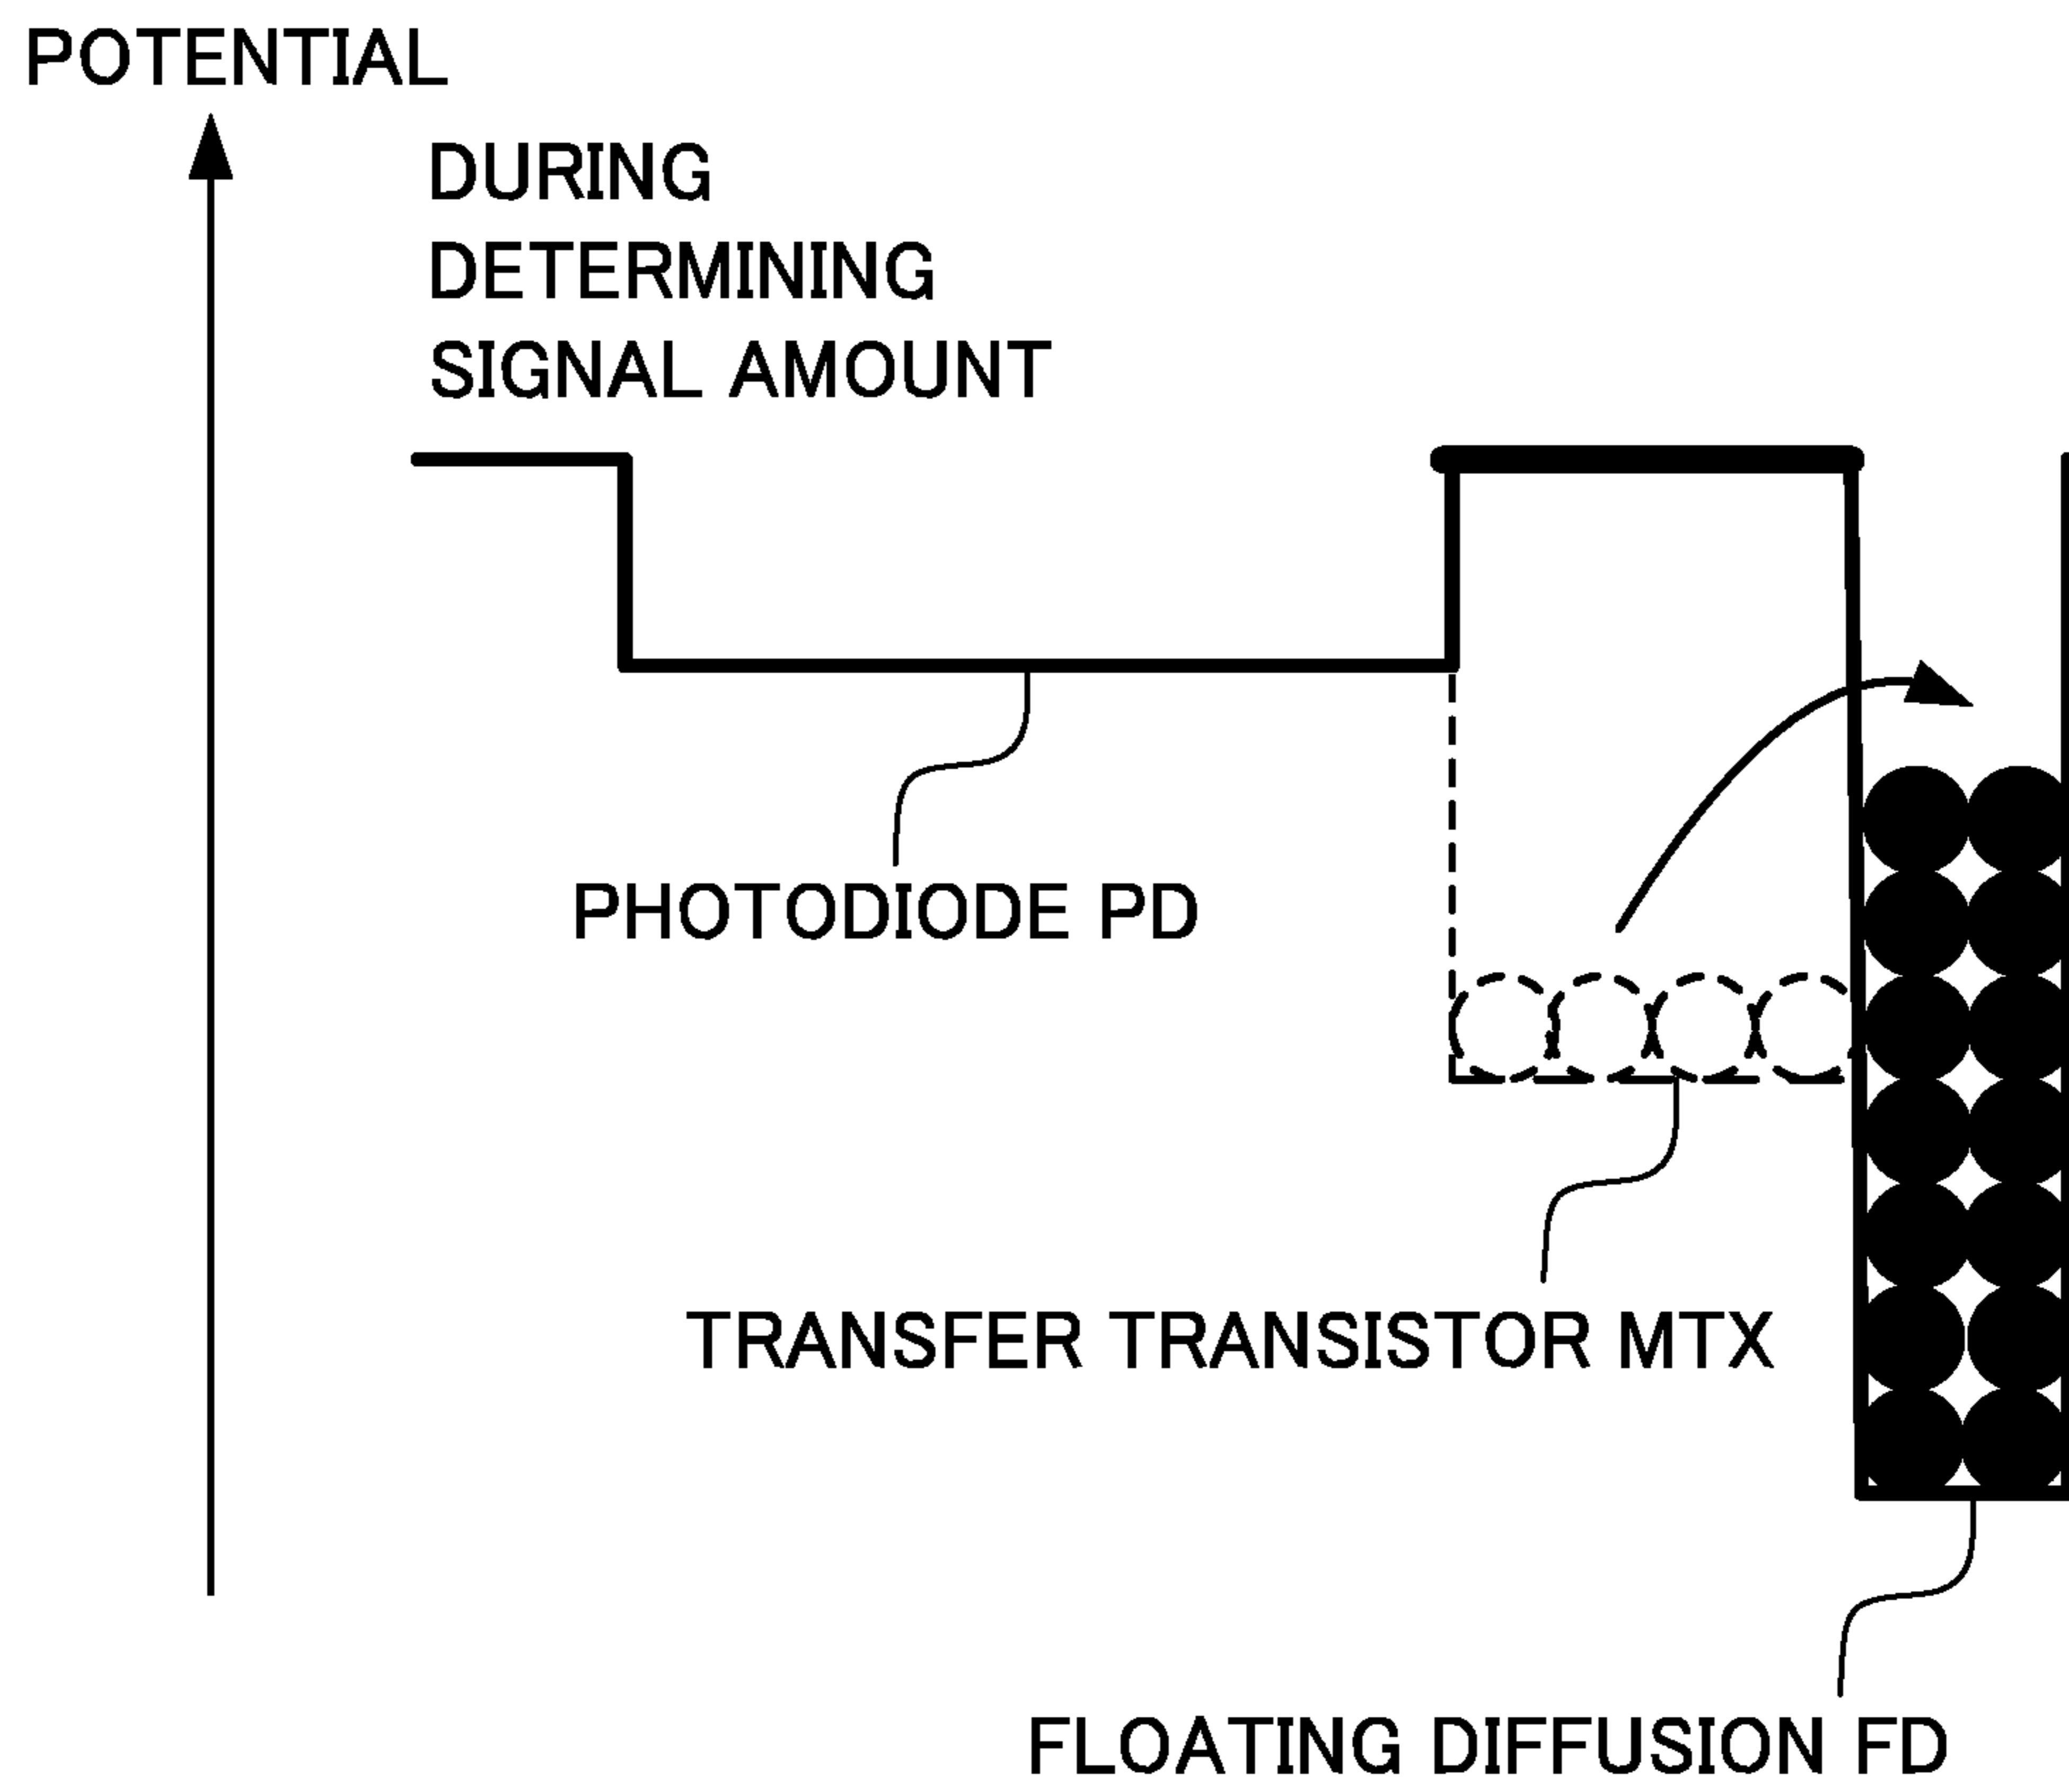 POTENTIAL
DURING
DETERMINING
SIGNAL AMOUNT
PHOTODIODE PD
TRANSFER TRANSISTOR MTX
FLOATING DIFFUSION FD